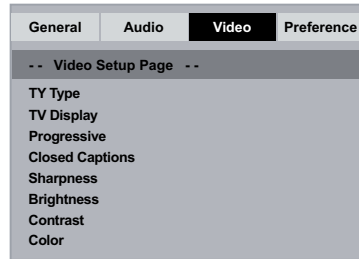 General Audio Video Preference
- - Video Setup Page - -
TY Type
TV Display
Progressive
Closed Captions
Sharpness
Brightness
Contrast
Color